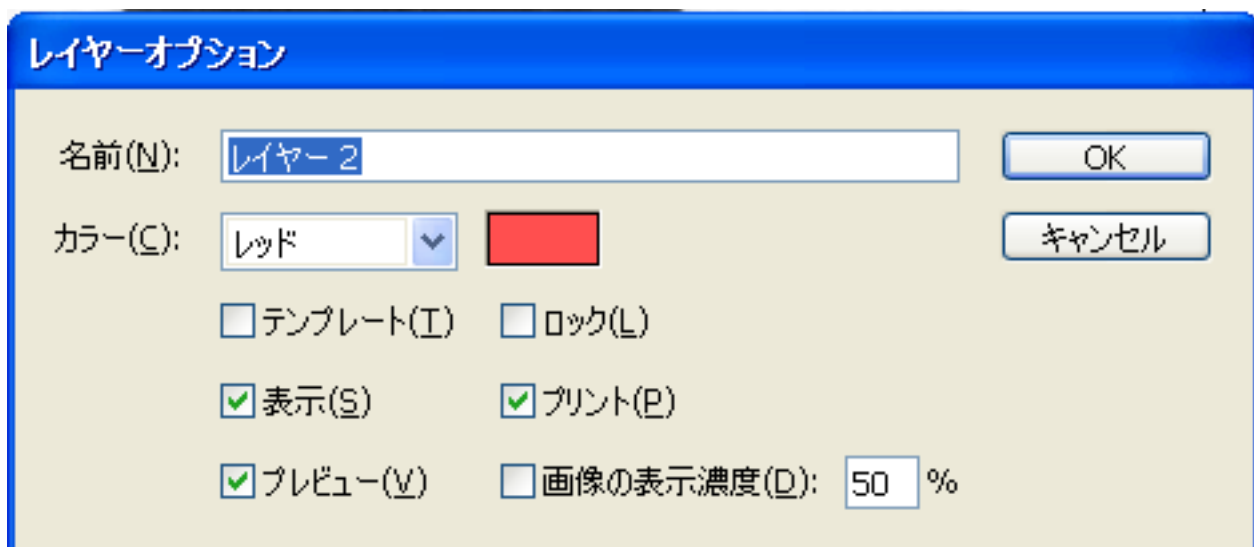 レイヤーオプション
名前(N): レイヤー 2 OK
カラー(C): レッド キャンセル
テンプレート(T) ロック(L)
表示(S) プリント(P)
プレビュー(V) 画像の表示濃度(D): 50 %